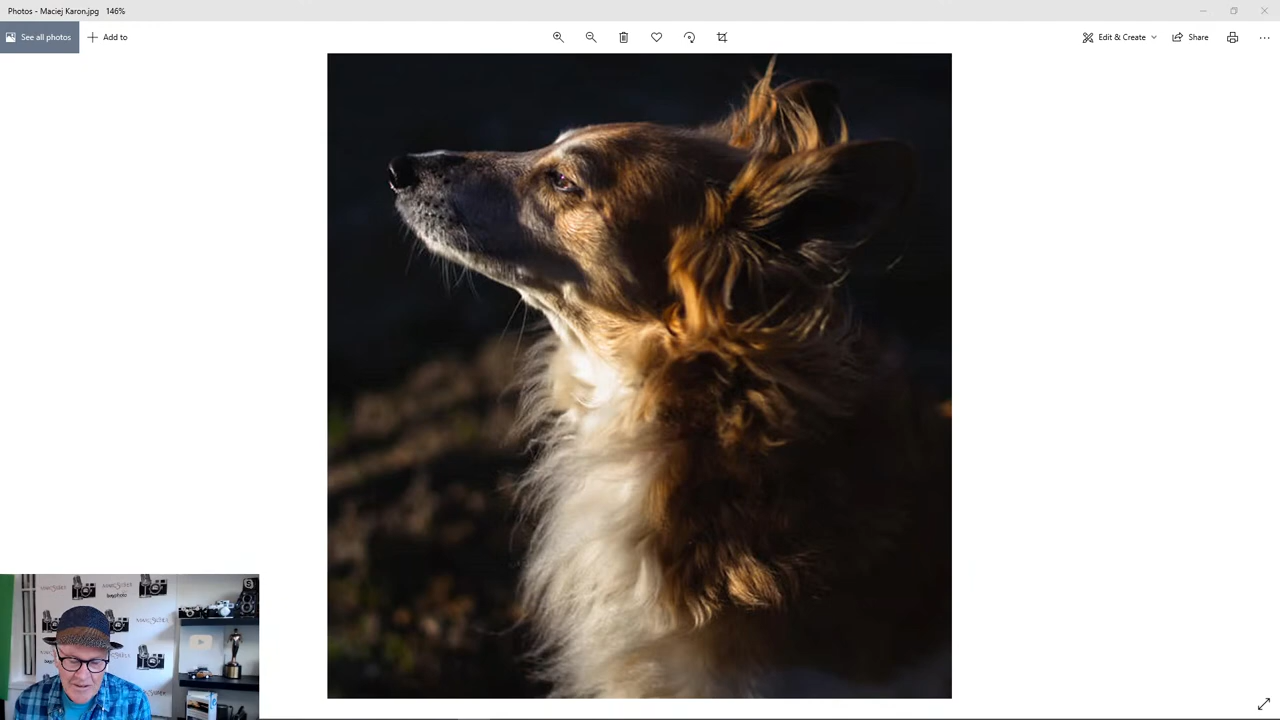 Photos - Maciej Karon.jpg 146%
See all photos
Add to
Edit & Create
Share